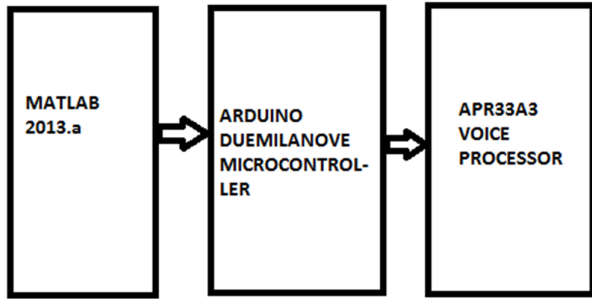 MATLAB
2013.a
ARDUINO
DUEMILANOVE
MICROCONTROL-
LER
APR33A3
VOICE
PROCESSOR